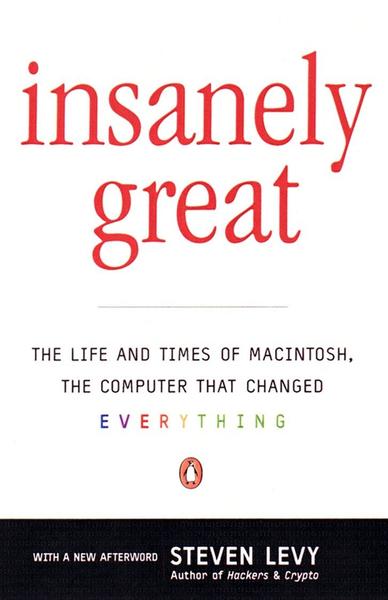 insanely
great
THE LIFE AND TIMES OF MACINTOSH,
THE COMPUTER THAT CHANGED
EVERYTHING
WITH A NEW AFTERWORD STEVEN LEVY
Author of Hackers & Crypto